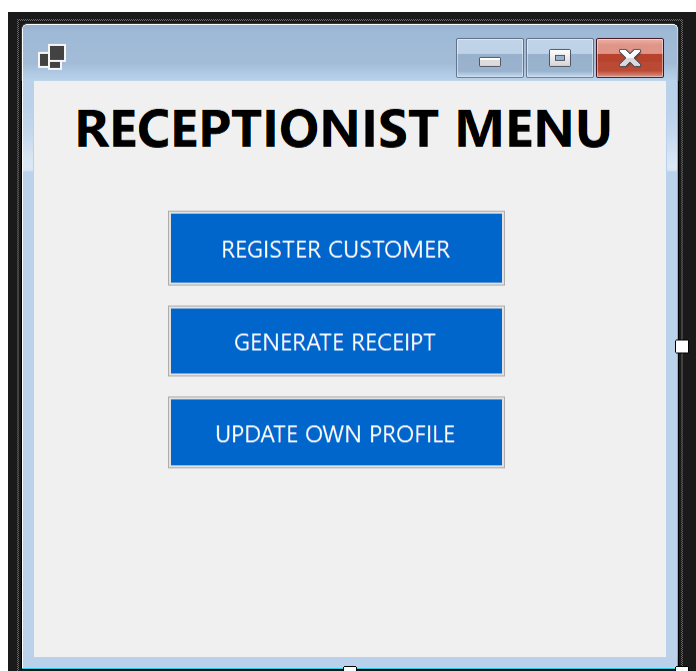 RECEPTIONIST MENU
REGISTER CUSTOMER
GENERATE RECEIPT
UPDATE OWN PROFILE